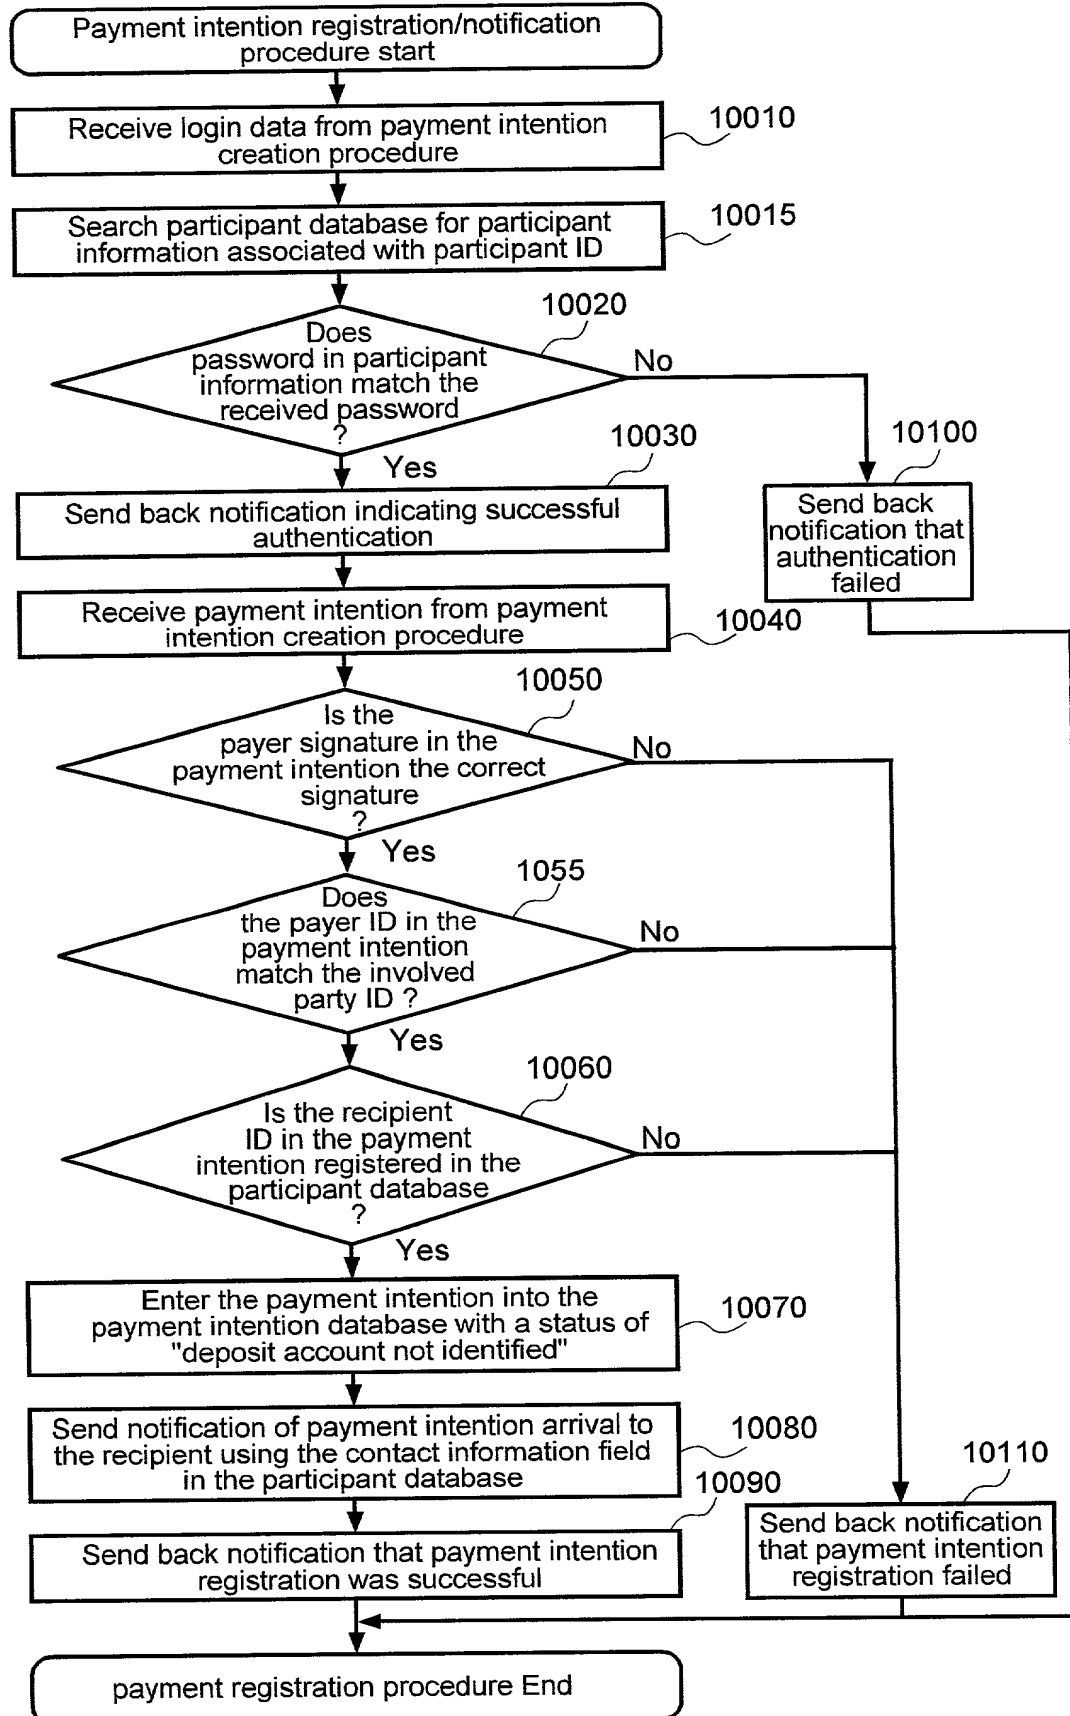 Payment intention registration/notification
procedure start
Receive login data from payment intention
creation procedure
10010
Search participant database for participant
information associated with participant ID
10015
Does
password in participant
information match the
received password
?
10020
No
Yes
10030
10100
Send back notification indicating successful
authentication
Send back
notification that
authentication
failed
Receive payment intention from payment
intention creation procedure
10040
10050
Is the
payer signature in the
payment intention the correct
signature
?
No
Yes
1055
Does
the payer ID in the
payment intention
match the involved
party ID ?
No
Yes
10060
Is the recipient
ID in the payment
intention registered in the
participant database
?
No
Yes
Enter the payment intention into the
payment intention database with a status of
"deposit account not identified"
10070
Send notification of payment intention arrival to
the recipient using the contact information field
in the participant database
10080
10090
10110
Send back notification that payment intention
registration was successful
Send back notification
that payment intention
registration failed
payment registration procedure End